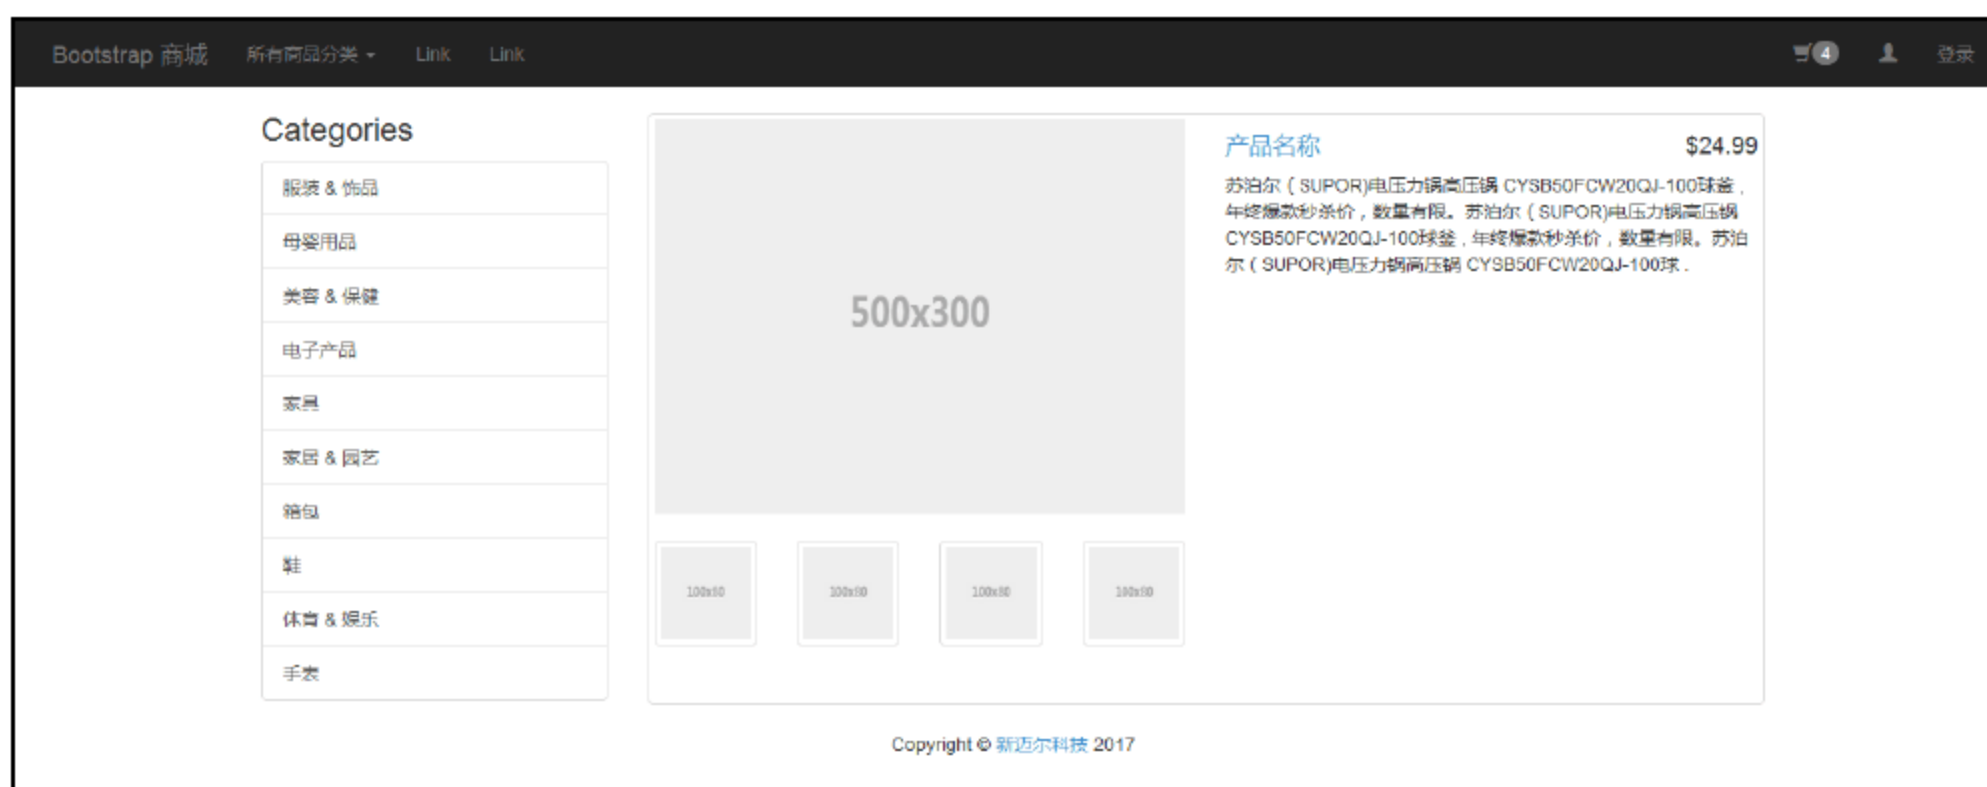 Bootstrap 商城 所有商品分类 Link Link 4 登录
Categories
服装 & 饰品
母婴用品
美容 & 保健
电子产品
家具
家居 & 园艺
箱包
鞋
体育 & 娱乐
手表
500x300
100x80 100x80 100x80 100x80
产品名称 $24.99
苏泊尔 ( SUPOR)电压力锅高压锅 CYSB50FCW20QJ-100球釜 ,
年终爆款秒杀价 , 数量有限。苏泊尔 ( SUPOR)电压力锅高压锅
CYSB50FCW20QJ-100球釜 , 年终爆款秒杀价 , 数量有限。苏泊
尔 ( SUPOR)电压力锅高压锅 CYSB50FCW20QJ-100球 .
Copyright © 新迈尔科技 2017